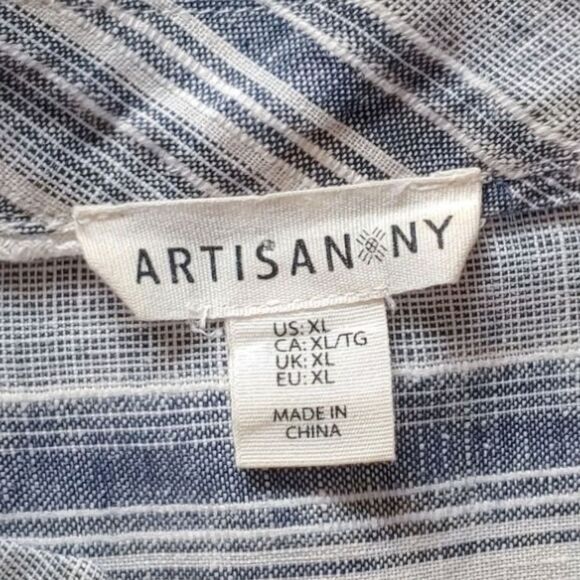 ARTISAN NY
US: XL
CA: XL/TG
UK: XL
EU: XL
MADE IN
CHINA